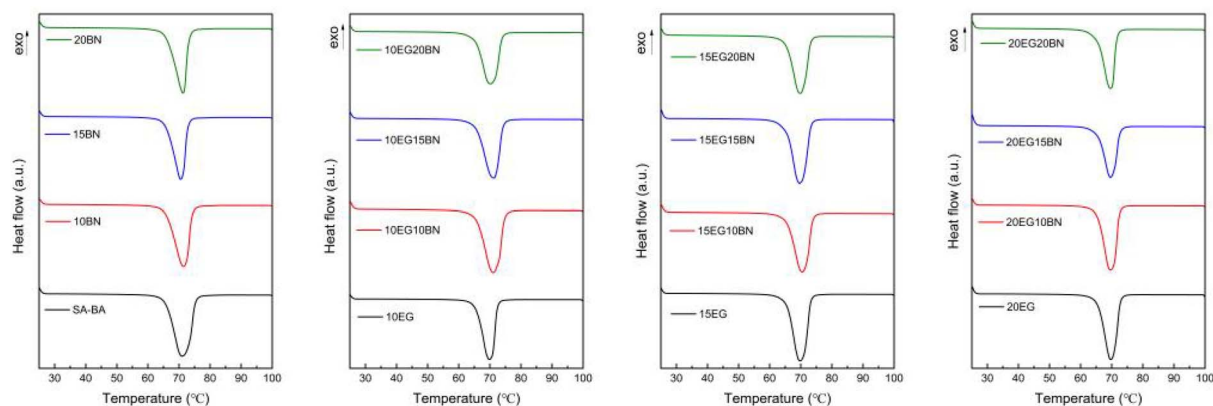 exo
20BN
15BN
10BN
SA-BA
Heat flow (a.u.)
30 40 50 60 70 80 90 100
Temperature (℃)
exo
10EG20BN
10EG15BN
10EG10BN
10EG
Heat flow (a.u.)
30 40 50 60 70 80 90 100
Temperature (℃)
exo
15EG20BN
15EG15BN
15EG10BN
15EG
Heat flow (a.u.)
30 40 50 60 70 80 90 100
Temperature (℃)
exo
20EG20BN
20EG15BN
20EG10BN
20EG
Heat flow (a.u.)
30 40 50 60 70 80 90 100
Temperature (℃)